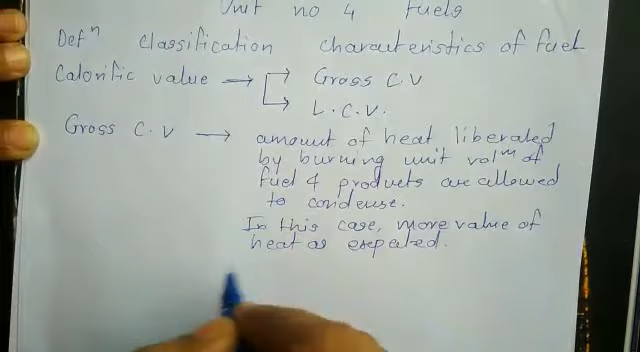 Unit no 4 Fuels
Defⁿ classification characteristics of fuel
Calorific value → Gross C.V
L.C.V.
Gross C.V → amount of heat liberated
by burning unit volᵐ of
fuel & products are allowed
to condense.
In this case, more value of
heat as expected.